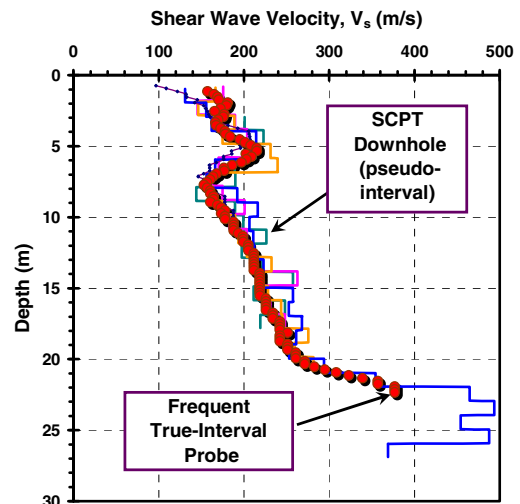 Shear Wave Velocity, Vs (m/s)
0 100 200 300 400 500
0
5
10
15
20
25
30
Depth (m)
SCPT
Downhole
(pseudo-
interval)
Frequent
True-Interval
Probe